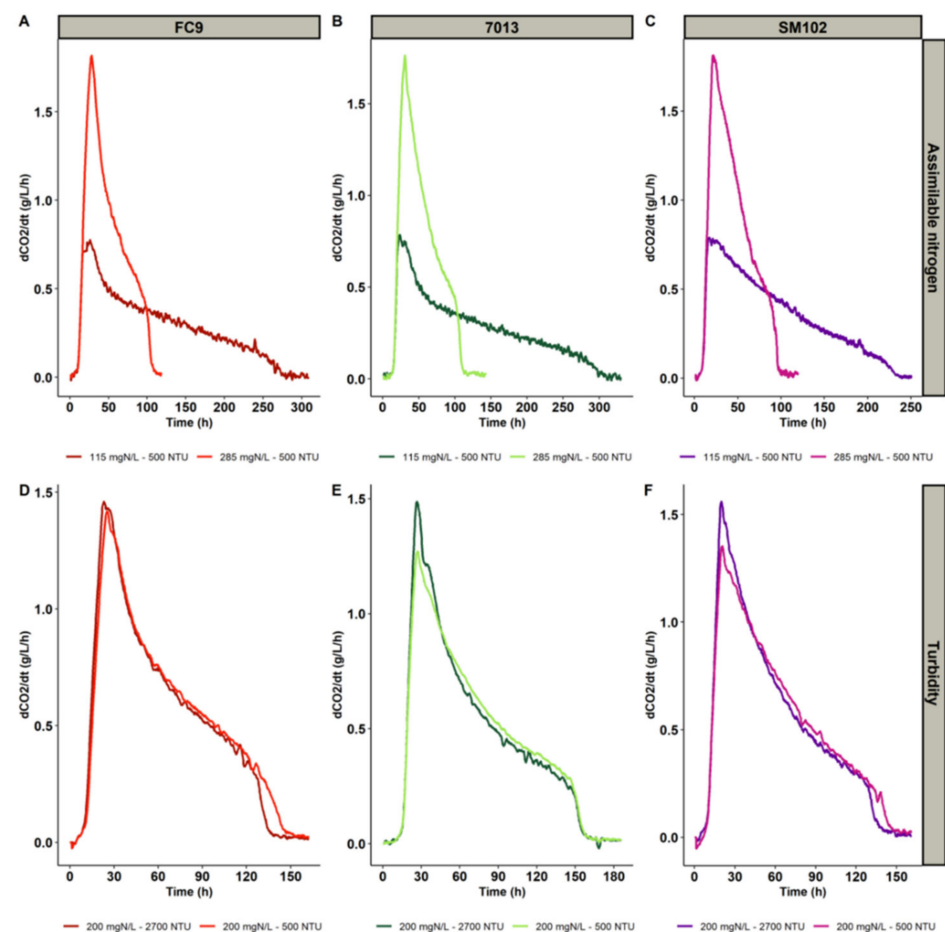 A FC9 B 7013 C SM102
dCO2/dt (g/L/h) 0.0 0.5 1.0 1.5
0 100 200 300
Time (h)
115 mgN/L - 500 NTU 285 mgN/L - 500 NTU
dCO2/dt (g/L/h) 0.0 0.5 1.0 1.5
0 100 200 300
Time (h)
115 mgN/L - 500 NTU 285 mgN/L - 500 NTU
dCO2/dt (g/L/h) 0.0 0.5 1.0 1.5
0 50 100 150 200 250
Time (h)
115 mgN/L - 500 NTU 285 mgN/L - 500 NTU
Assimilable nitrogen
D E F
dCO2/dt (g/L/h) 0.0 0.5 1.0 1.5
0 30 60 90 120 150
Time (h)
200 mgN/L - 2700 NTU 200 mgN/L - 500 NTU
dCO2/dt (g/L/h) 0.0 0.5 1.0 1.5
0 30 60 90 120 150 180
Time (h)
200 mgN/L - 2700 NTU 200 mgN/L - 500 NTU
dCO2/dt (g/L/h) 0.0 0.5 1.0 1.5
0 30 60 90 120 150
Time (h)
200 mgN/L - 2700 NTU 200 mgN/L - 500 NTU
Turbidity